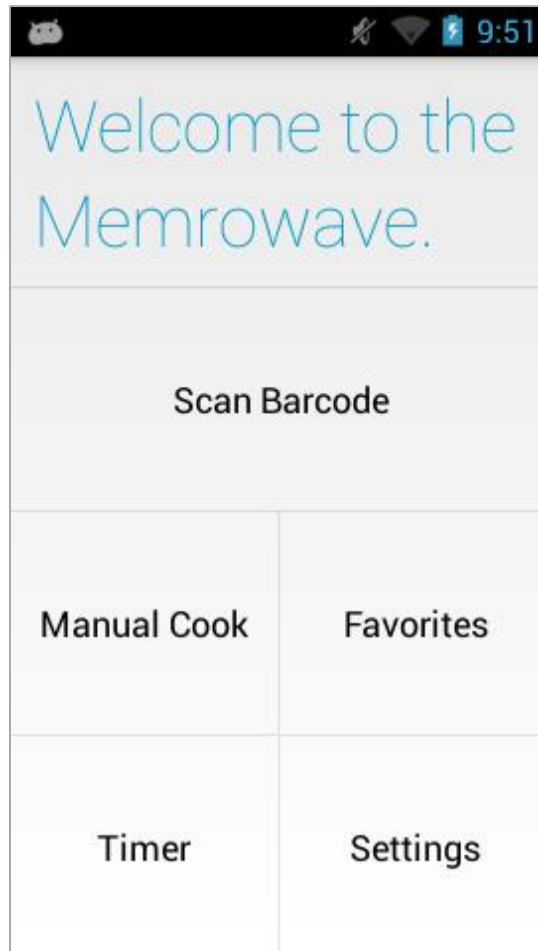 9:51
Welcome to the
Memrowave.
Scan Barcode
Manual Cook
Favorites
Timer
Settings